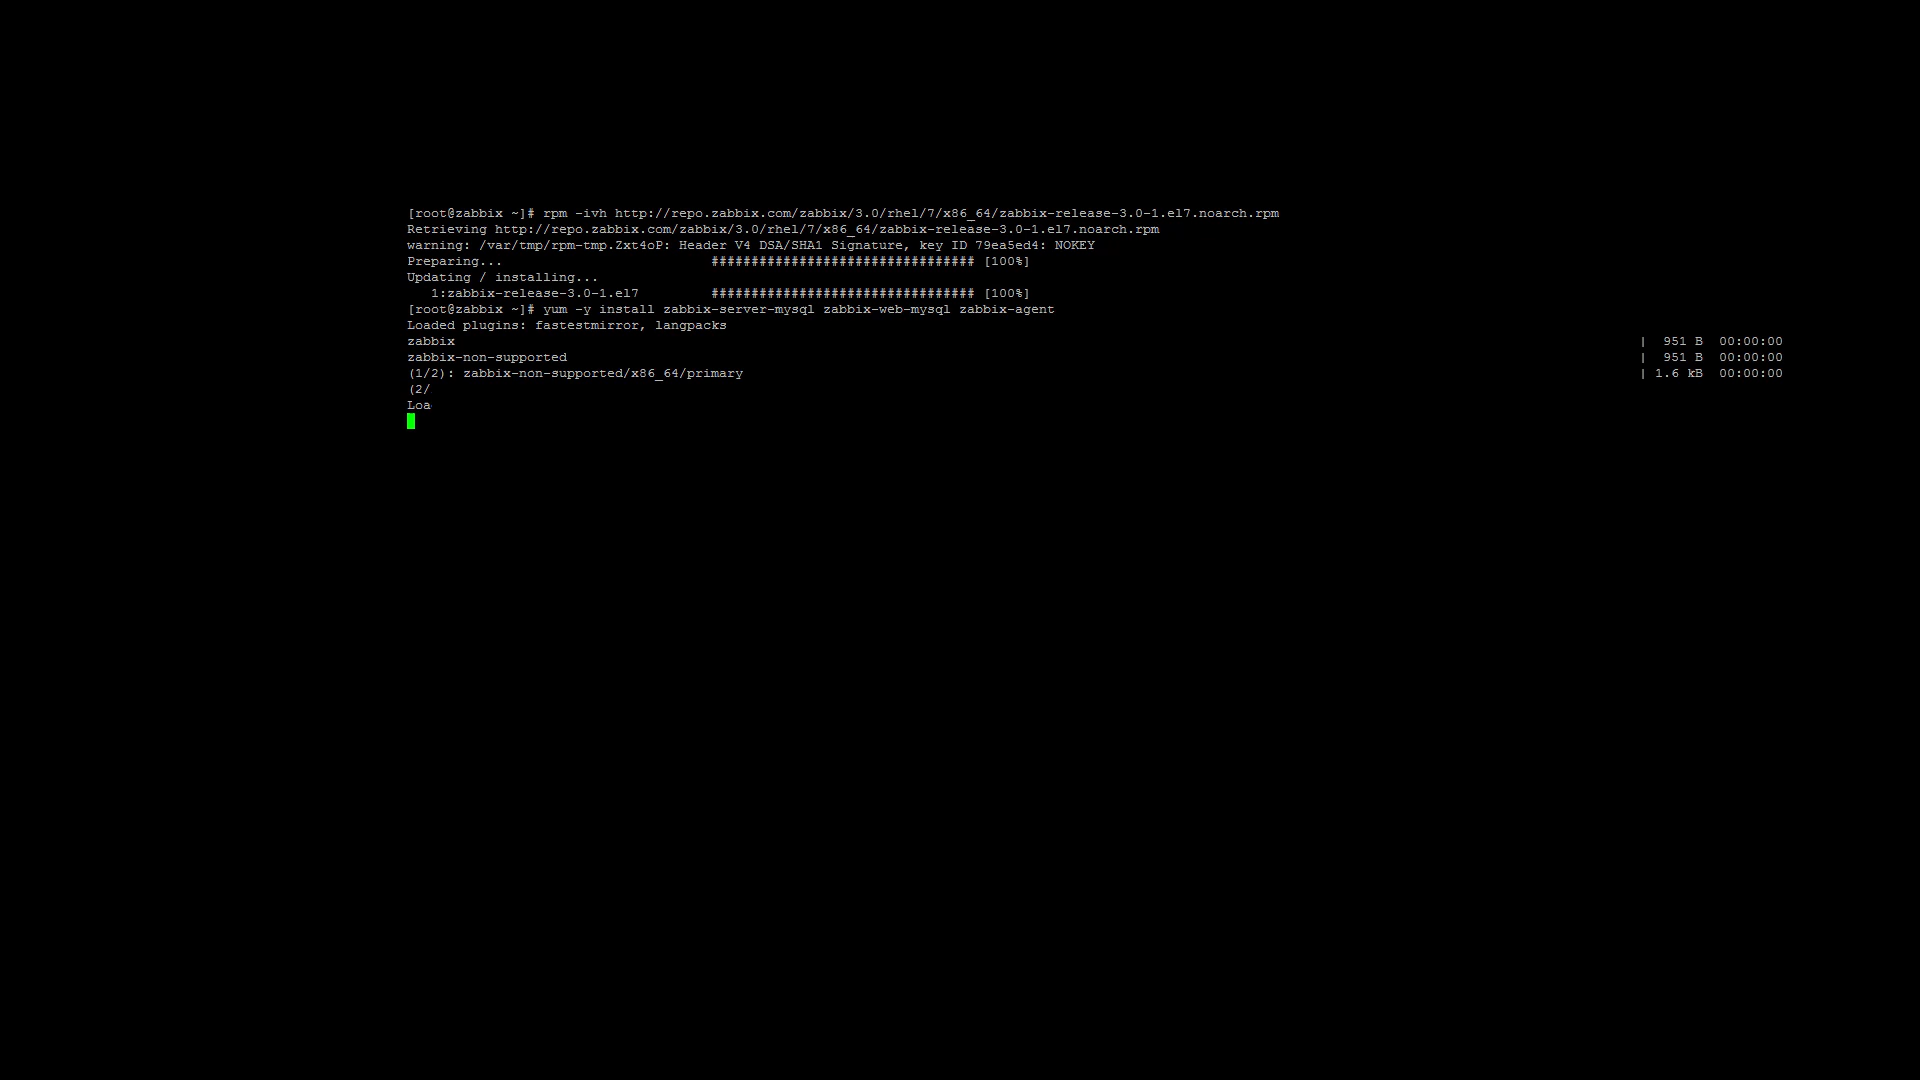 [root@zabbix ~]# rpm -ivh http://repo.zabbix.com/zabbix/3.0/rhel/7/x86_64/zabbix-release-3.0-1.el7.noarch.rpm
Retrieving http://repo.zabbix.com/zabbix/3.0/rhel/7/x86_64/zabbix-release-3.0-1.el7.noarch.rpm
warning: /var/tmp/rpm-tmp.Zxt4oP: Header V4 DSA/SHA1 Signature, key ID 79ea5ed4: NOKEY
Preparing... ################################# [100%]
Updating / installing...
1:zabbix-release-3.0-1.el7 ################################# [100%]
[root@zabbix ~]# yum -y install zabbix-server-mysql zabbix-web-mysql zabbix-agent
Loaded plugins: fastestmirror, langpacks
zabbix | 951 B 00:00:00
zabbix-non-supported | 951 B 00:00:00
(1/2): zabbix-non-supported/x86_64/primary | 1.6 kB 00:00:00
(2/
Loa